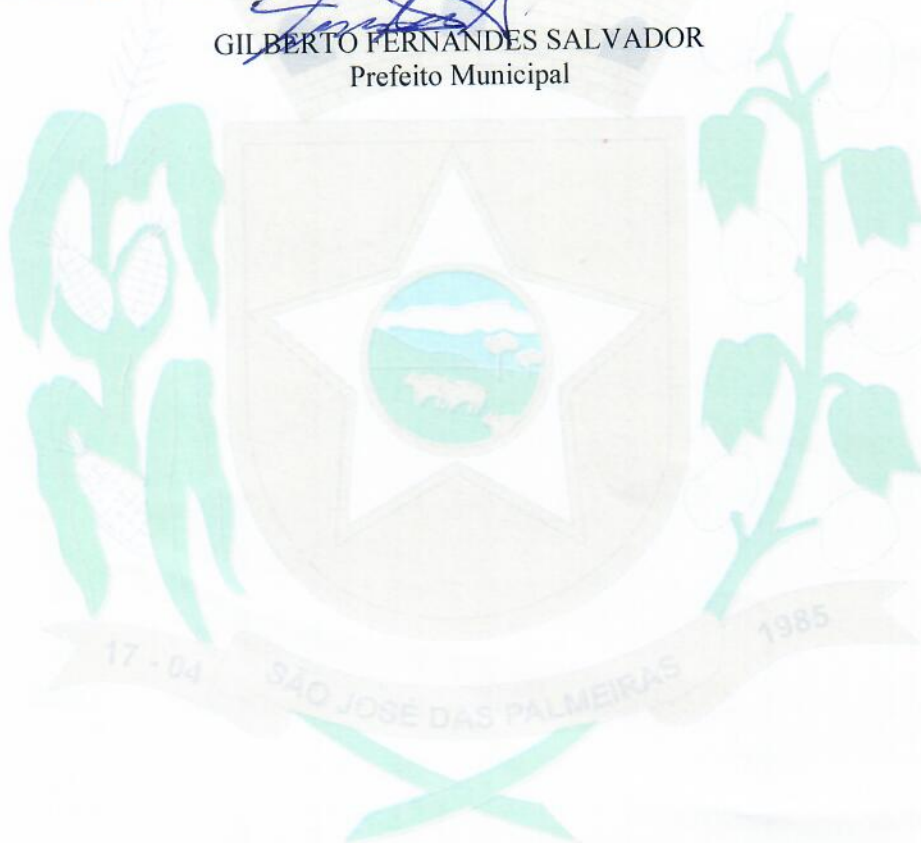 GILBERTO FERNANDES SALVADOR
Prefeito Municipal
17 - 04
SÃO JOSÉ DAS PALMEIRAS
1985